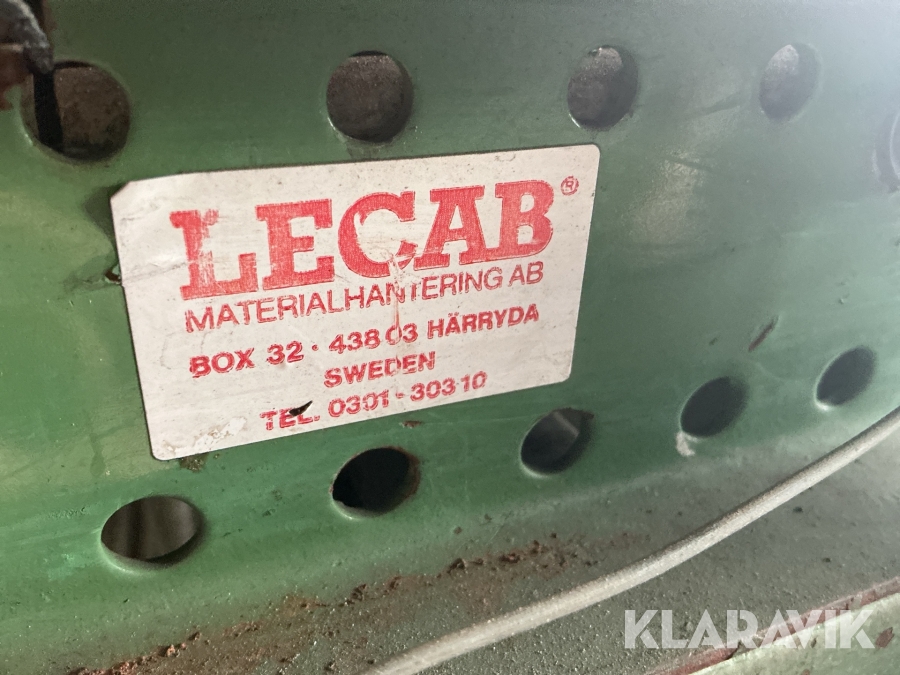 LECAB®
MATERIALHANTERING AB
BOX 32 · 438 03 HÄRRYDA
SWEDEN
TEL. 0301 - 303 10
KLARAVIK